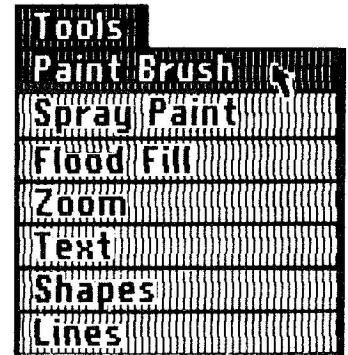 Tools
Paint Brush
Spray Paint
Flood Fill
Zoom
Text
Shapes
Lines